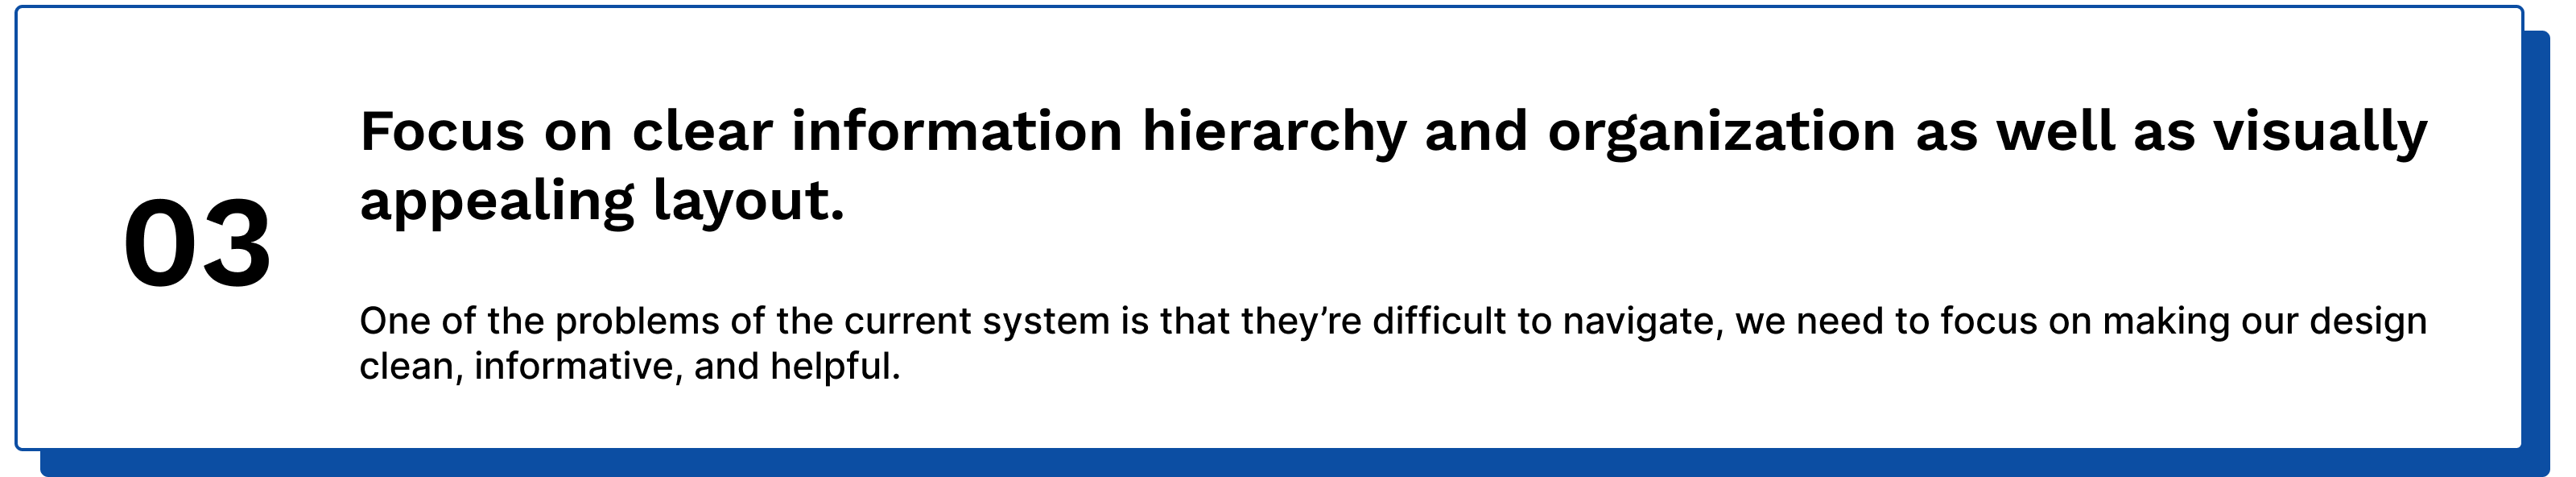 03
Focus on clear information hierarchy and organization as well as visually
appealing layout.
One of the problems of the current system is that they’re difficult to navigate, we need to focus on making our design
clean, informative, and helpful.